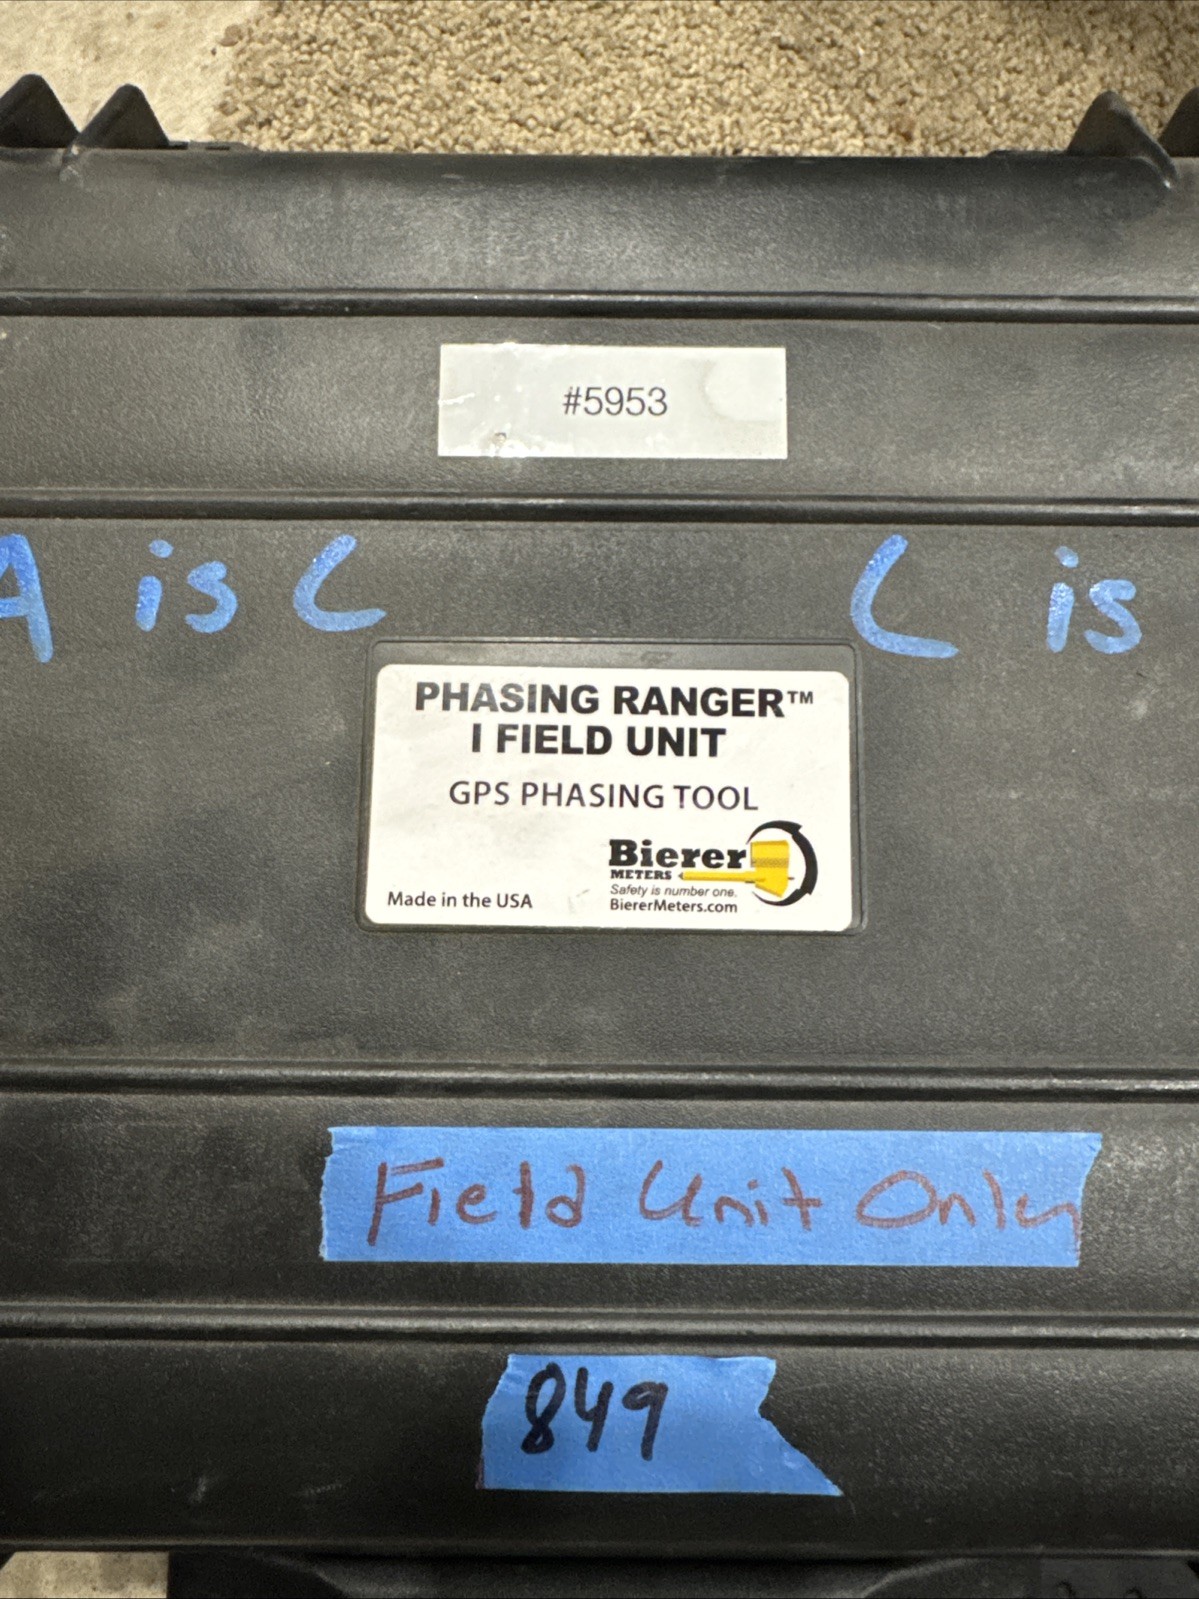 #5953
A is C C is
PHASING RANGER™
I FIELD UNIT
GPS PHASING TOOL
Bierer
METERS
Safety is number one.
Made in the USA BiererMeters.com
Field Unit Only
849